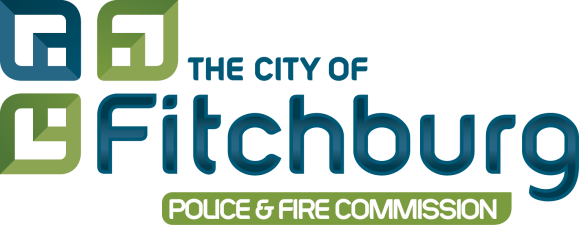 THE CITY OF
Fitchburg
POLICE & FIRE COMMISSION